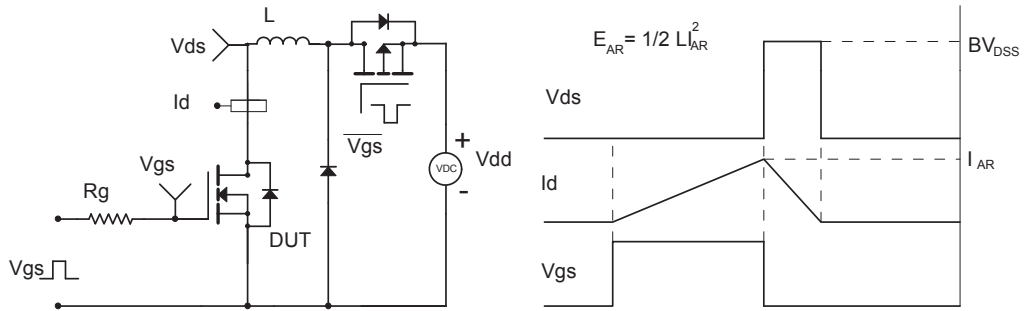 L
Vds
Id
Vgs
Rg
DUT
Vgs
Vgs
+
VDC
Vdd
-
E_AR = 1/2 LI²_AR
BV_DSS
Vds
I_AR
Id
Vgs